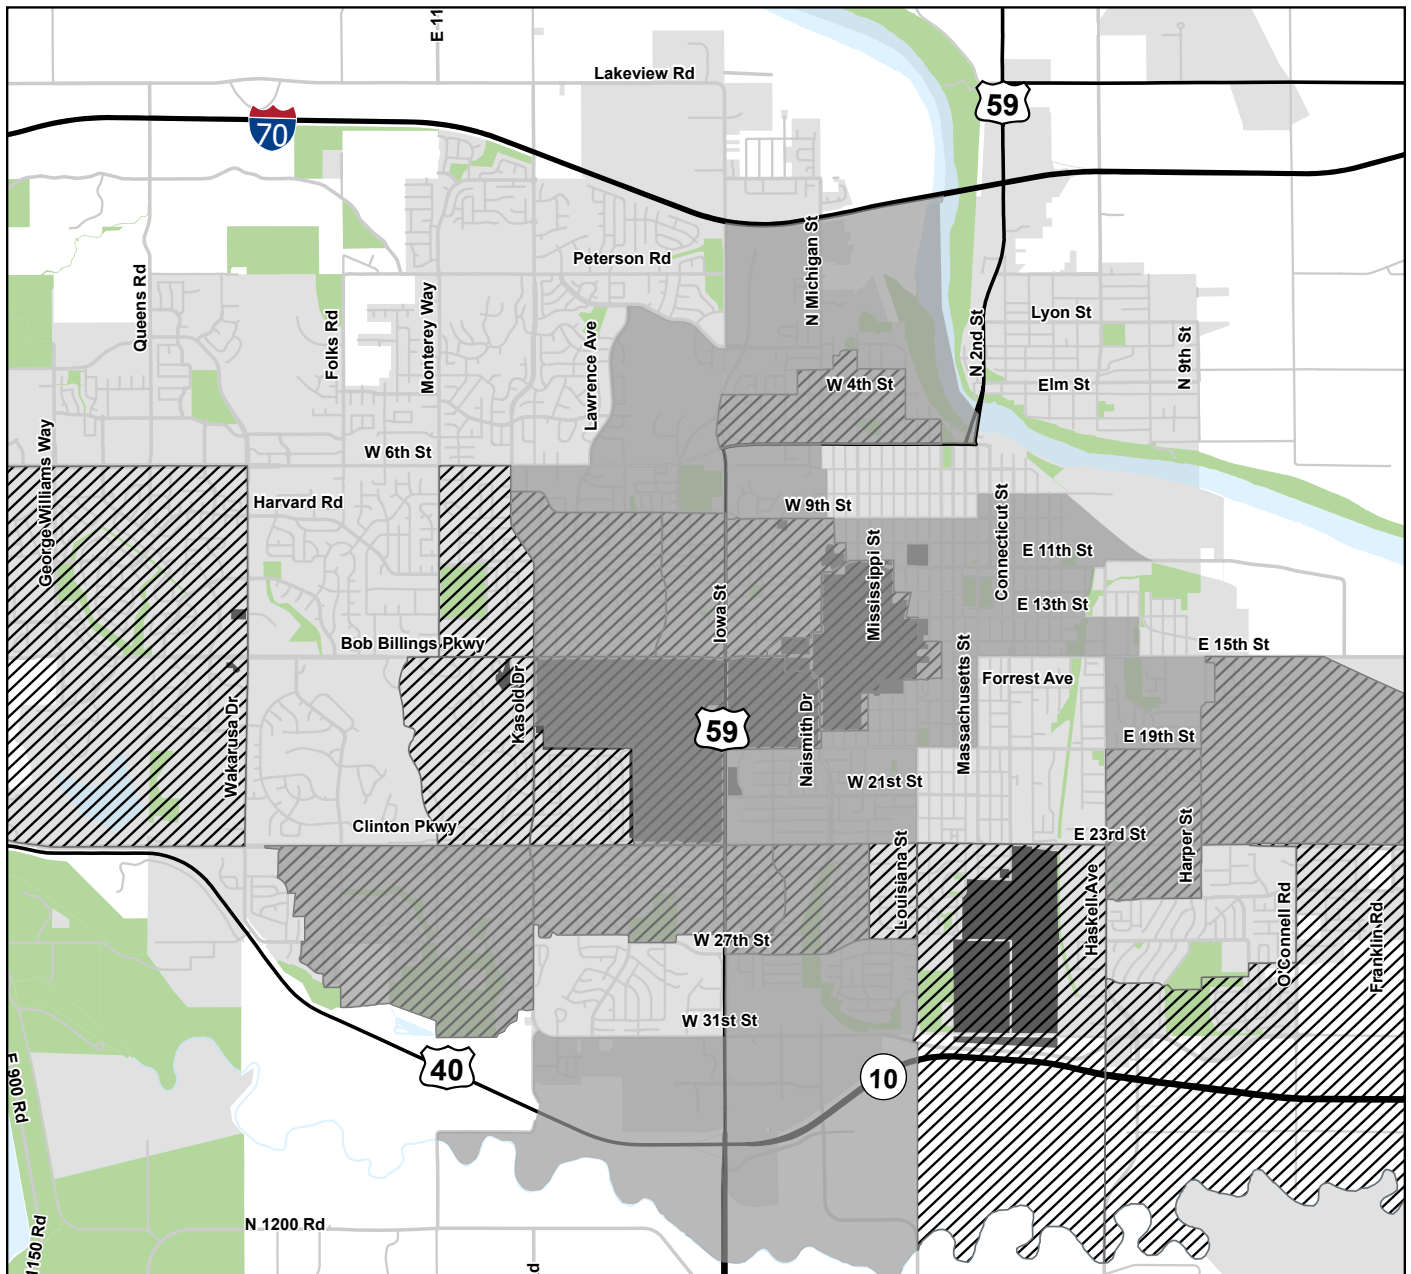 E 11
Lakeview Rd
59
70
N Michigan St
Peterson Rd
Queens Rd
Folks Rd
Monterey Way
Lawrence Ave
Lyon St
N 2nd St
N 9th St
W 4th St
Elm St
George Williams Way
W 6th St
Harvard Rd
W 9th St
Connecticut St
Mississippi St
E 11th St
Iowa St
E 13th St
Bob Billings Pkwy
E 15th St
Kasold Dr
Massachusetts St
Forrest Ave
Wakarusa Dr
59
Naismith Dr
E 19th St
W 21st St
Clinton Pkwy
E 23rd St
Harper St
Louisiana St
Haskell Ave
O'Connell Rd
Franklin Rd
W 27th St
W 31st St
40
10
E 900 Rd
N 1200 Rd
1150 Rd
d